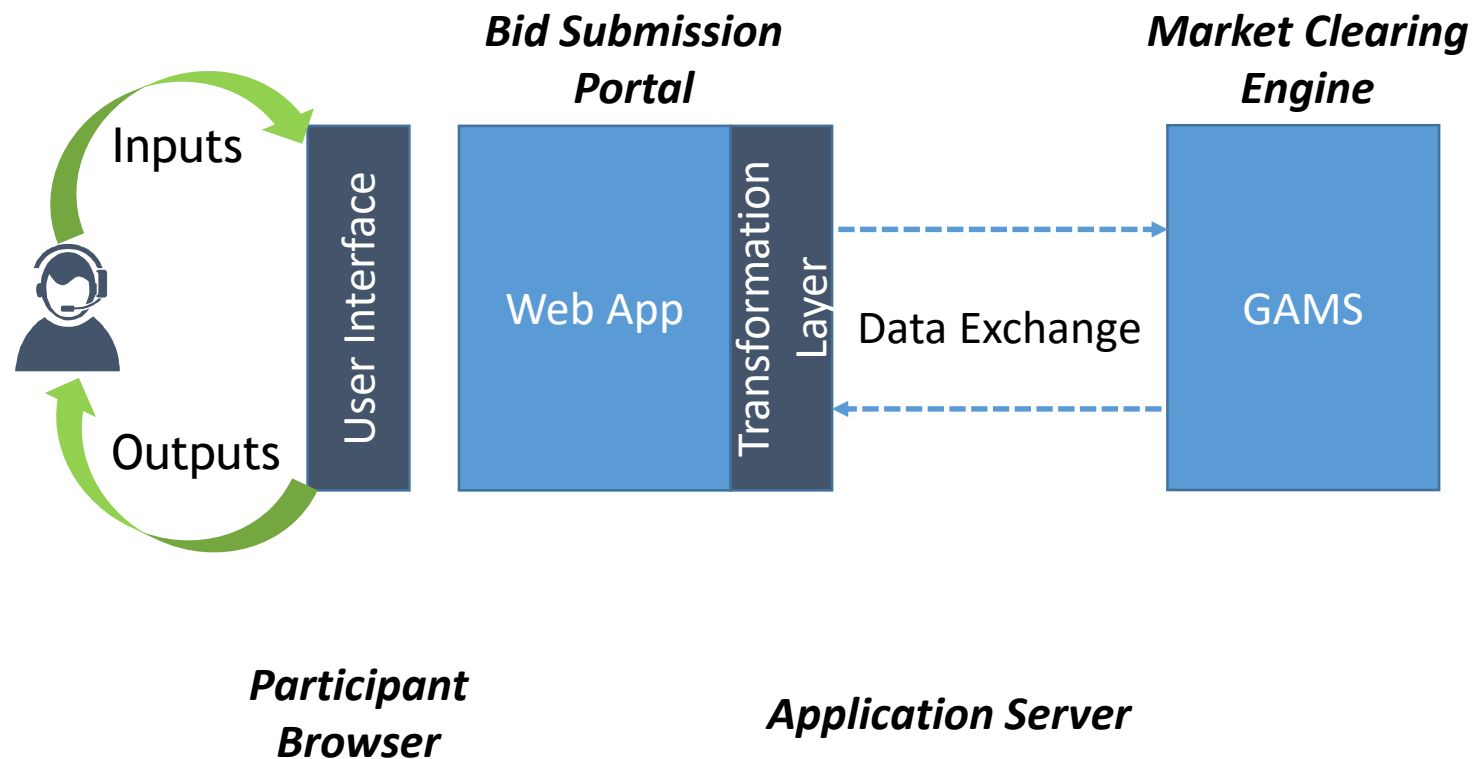 Bid Submission
Portal
Market Clearing
Engine
Inputs
User Interface
Web App
Transformation
Layer
Data Exchange
GAMS
Outputs
Participant
Browser
Application Server